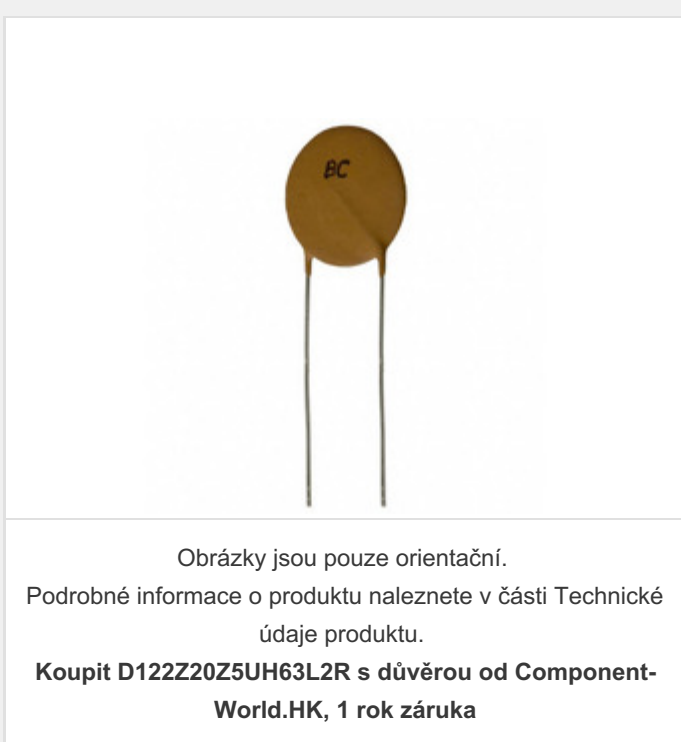 BC
Obrázky jsou pouze orientační.
Podrobné informace o produktu naleznete v části Technické
údaje produktu.
Koupit D122Z20Z5UH63L2R s důvěrou od Component-
World.HK, 1 rok záruka